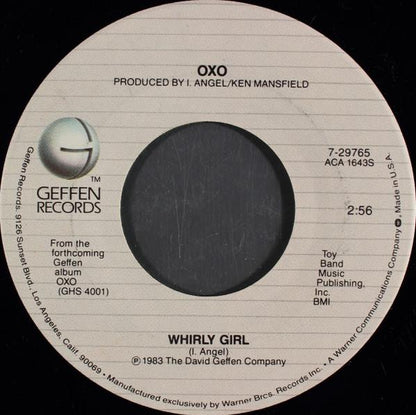 OXO
PRODUCED BY I. ANGEL/KEN MANSFIELD
7-29765
ACA 1643S
TM
GEFFEN
RECORDS
2:56
From the
forthcoming
Geffen
album
OXO
(GHS 4001)
Toy
Band
Music
Publishing,
Inc.
BMI
WHIRLY GIRL
(I. Angel)
℗1983 The David Geffen Company
Geffen Records, 9126 Sunset Blvd., Los Angeles, Calif. 90069 • Manufactured exclusively by Warner Bros. Records Inc. • A Warner Communications Company • Made in U.S.A.